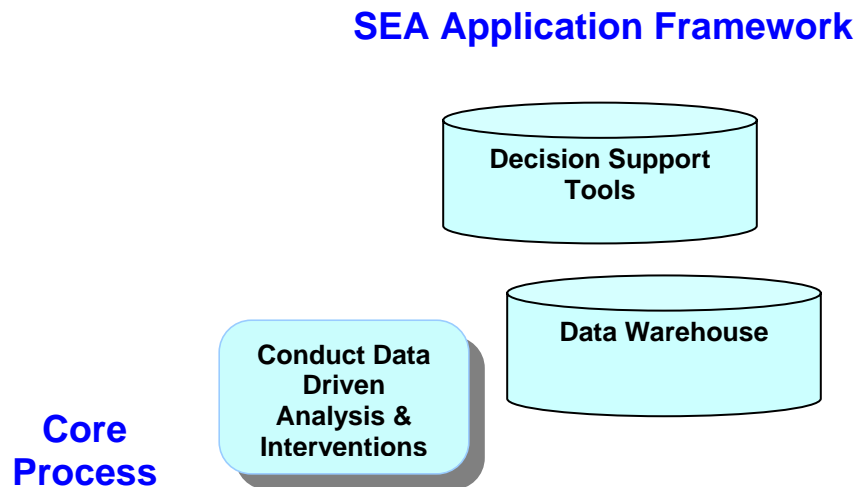 SEA Application Framework
Decision Support
Tools
Data Warehouse
Conduct Data
Driven
Analysis &
Interventions
Core
Process